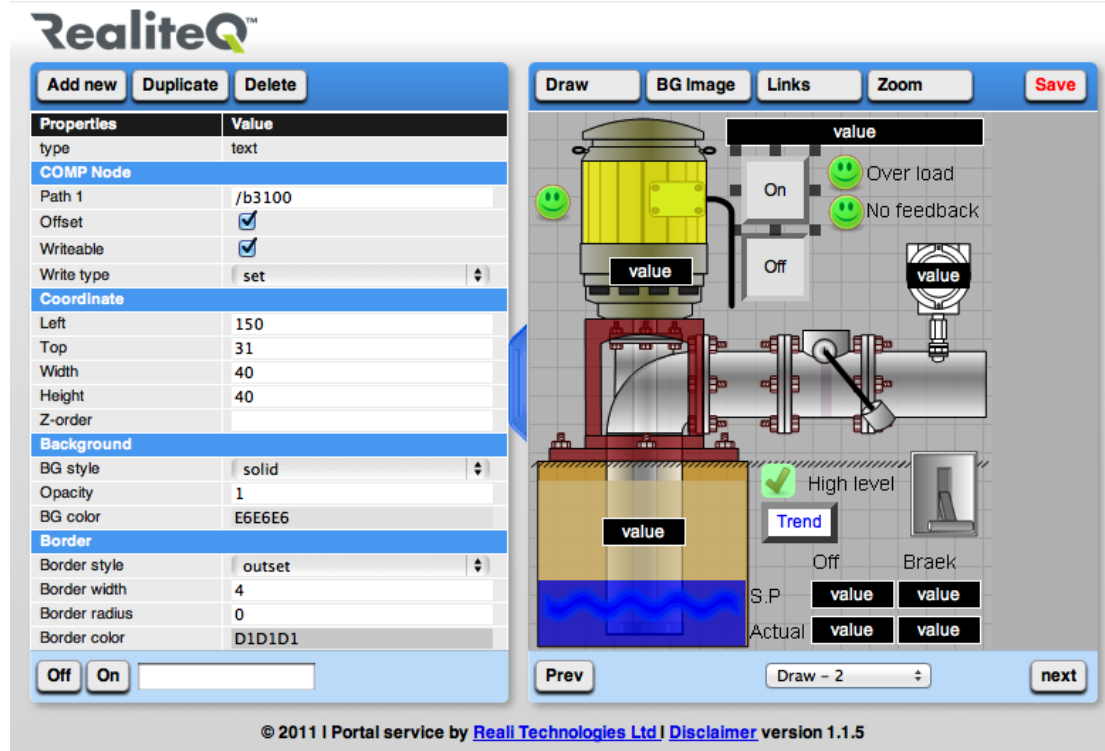 RealiteQ™
Add new Duplicate Delete
Properties Value
type text
COMP Node
Path 1 /b3100
Offset
Writeable
Write type set
Coordinate
Left 150
Top 31
Width 40
Height 40
Z-order
Background
BG style solid
Opacity 1
BG color E6E6E6
Border
Border style outset
Border width 4
Border radius 0
Border color D1D1D1
Off On
Draw BG Image Links Zoom Save
value
On
Over load
No feedback
Off
value
value
High level
Trend
value
Off Braek
S.P value value
Actual value value
Prev Draw – 2 next
© 2011 I Portal service by Reali Technologies Ltd I Disclaimer version 1.1.5